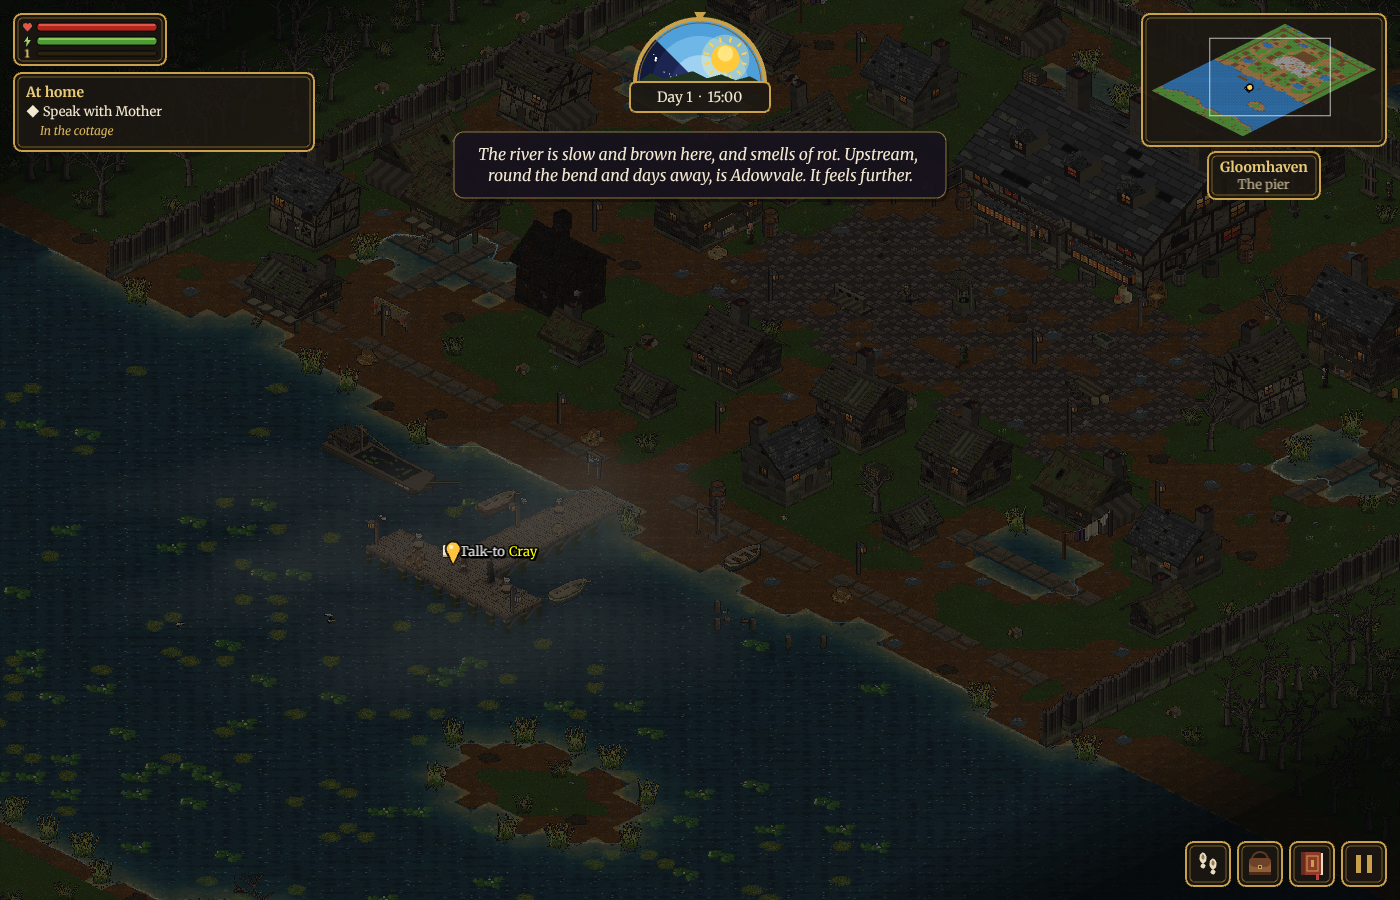 1
At home
◆ Speak with Mother
In the cottage
Day 1 · 15:00
The river is slow and brown here, and smells of rot. Upstream,
round the bend and days away, is Adowvale. It feels further.
Gloomhaven
The pier
Talk-to Cray